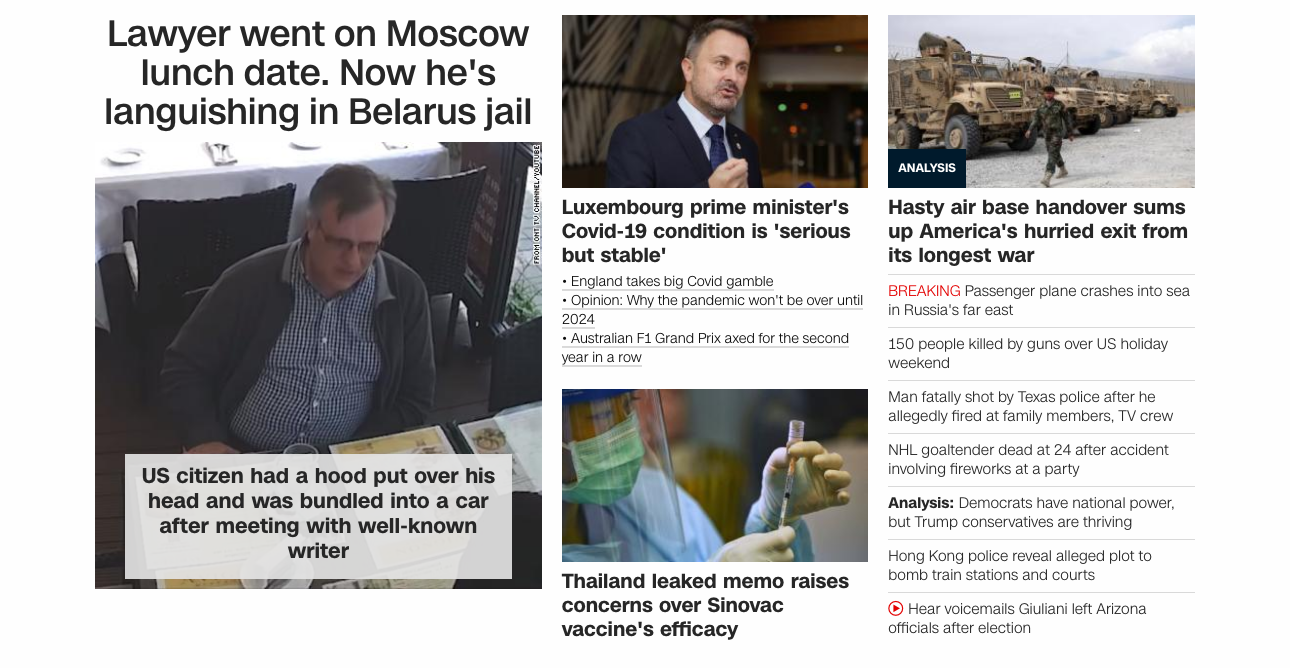 Lawyer went on Moscow
lunch date. Now he's
languishing in Belarus jail
FROM ONT TV CHANNEL/YOUTUBE
US citizen had a hood put over his
head and was bundled into a car
after meeting with well-known
writer
Luxembourg prime minister's
Covid-19 condition is 'serious
but stable'
• England takes big Covid gamble
• Opinion: Why the pandemic won't be over until
2024
• Australian F1 Grand Prix axed for the second
year in a row
Thailand leaked memo raises
concerns over Sinovac
vaccine's efficacy
ANALYSIS
Hasty air base handover sums
up America's hurried exit from
its longest war
BREAKING Passenger plane crashes into sea
in Russia's far east
150 people killed by guns over US holiday
weekend
Man fatally shot by Texas police after he
allegedly fired at family members, TV crew
NHL goaltender dead at 24 after accident
involving fireworks at a party
Analysis: Democrats have national power,
but Trump conservatives are thriving
Hong Kong police reveal alleged plot to
bomb train stations and courts
Hear voicemails Giuliani left Arizona
officials after election